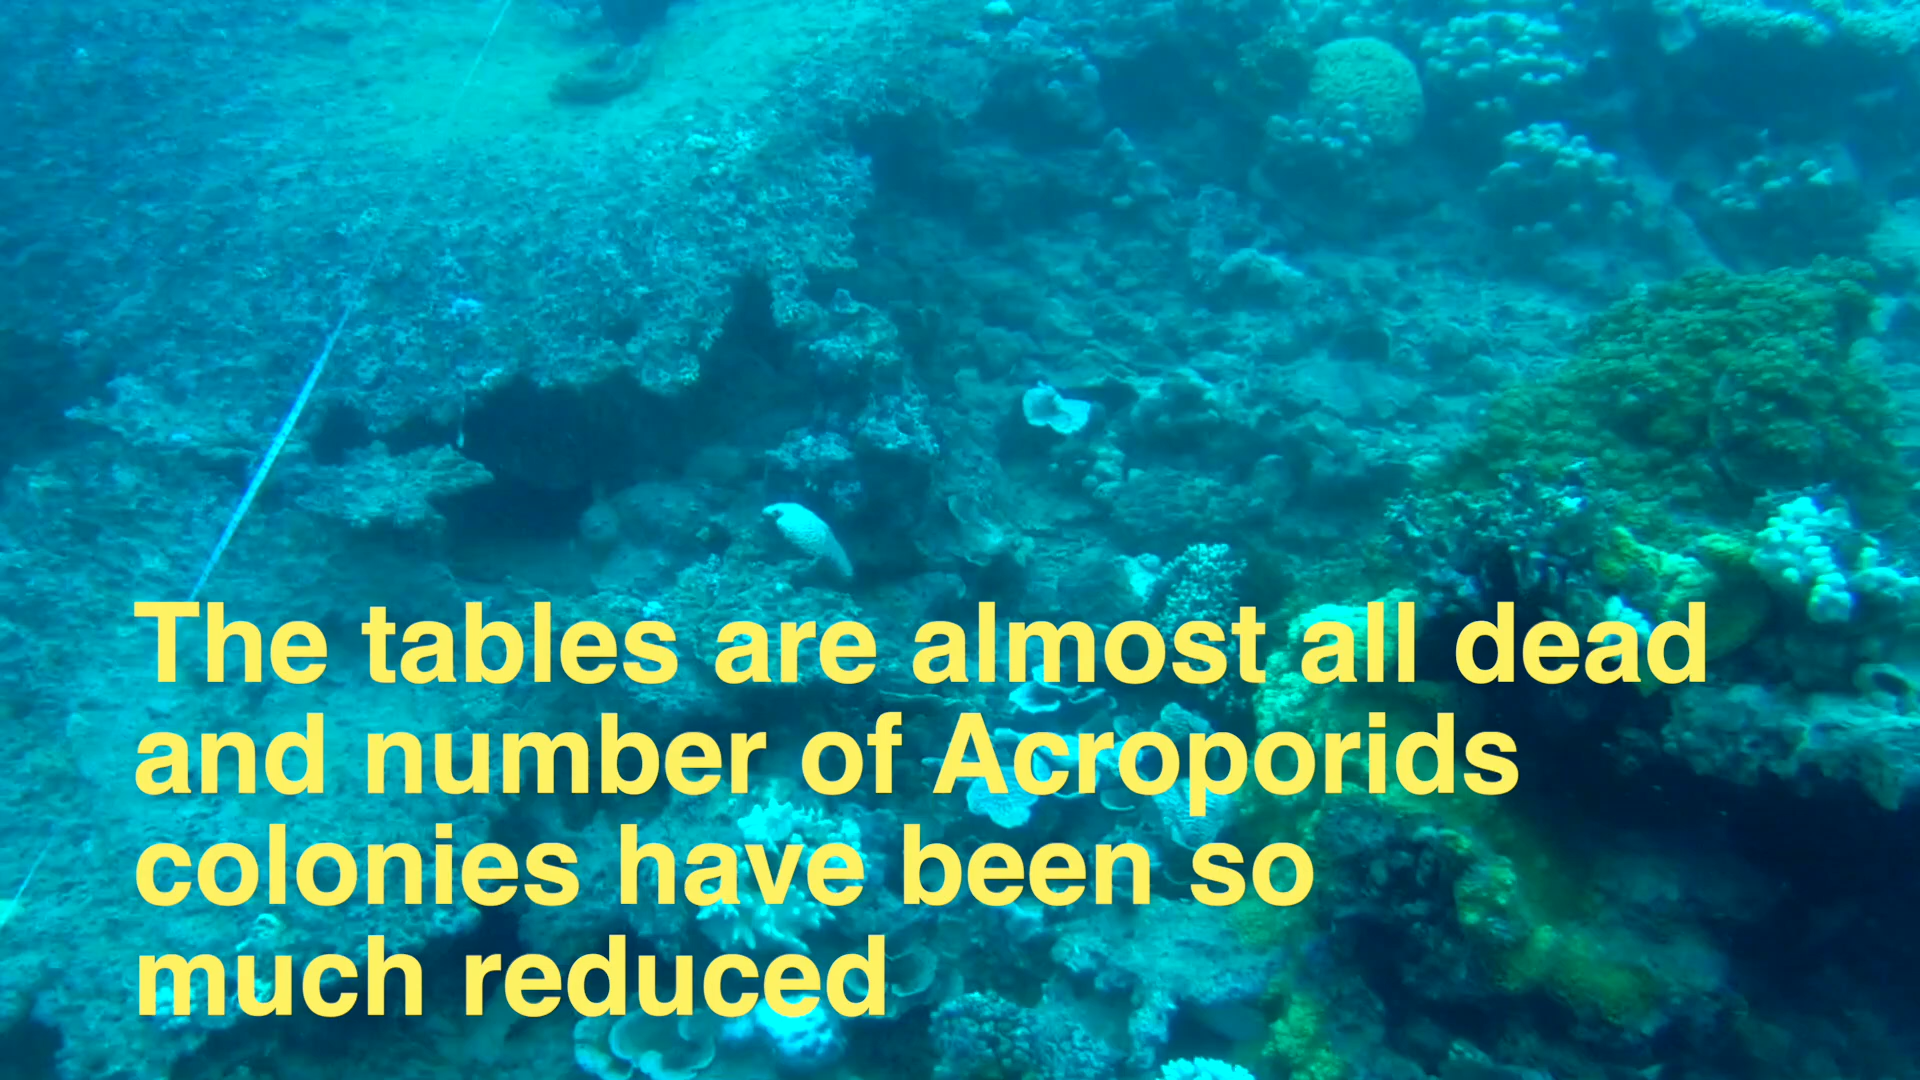 The tables are almost all dead
and number of Acroporids
colonies have been so
much reduced